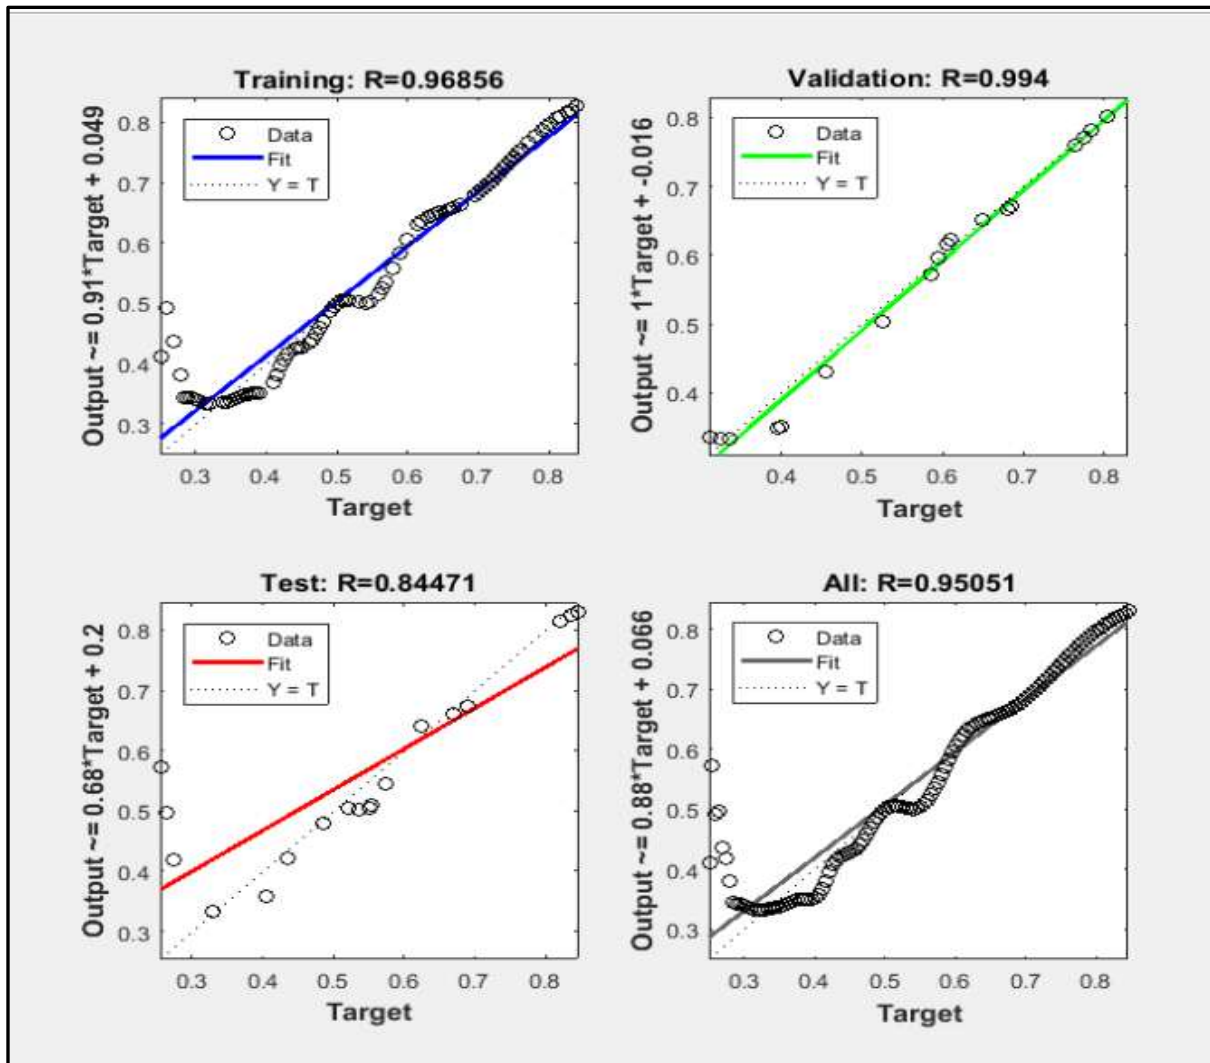 Training: R=0.96856
Output ~= 0.91*Target + 0.049
Data
Fit
Y = T
0.8
0.7
0.6
0.5
0.4
0.3
0.3 0.4 0.5 0.6 0.7 0.8
Target
Validation: R=0.994
Output ~= 1*Target + -0.016
Data
Fit
Y = T
0.8
0.7
0.6
0.5
0.4
0.4 0.5 0.6 0.7 0.8
Target
Test: R=0.84471
Output ~= 0.68*Target + 0.2
Data
Fit
Y = T
0.8
0.7
0.6
0.5
0.4
0.3
0.3 0.4 0.5 0.6 0.7 0.8
Target
All: R=0.95051
Output ~= 0.88*Target + 0.066
Data
Fit
Y = T
0.8
0.7
0.6
0.5
0.4
0.3
0.3 0.4 0.5 0.6 0.7 0.8
Target